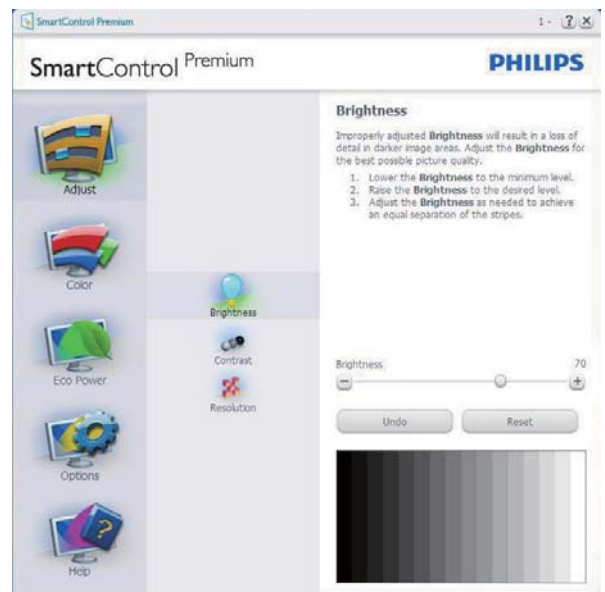 SmartControl Premium
1 -
SmartControl Premium
PHILIPS
Adjust
Color
Eco Power
Options
Help
Brightness
Contrast
Resolution
Brightness
Improperly adjusted Brightness will result in a loss of
detail in darker image areas. Adjust the Brightness for
the best possible picture quality.
1. Lower the Brightness to the minimum level.
2. Raise the Brightness to the desired level.
3. Adjust the Brightness as needed to achieve
an equal separation of the stripes.
Brightness 70
Undo Reset